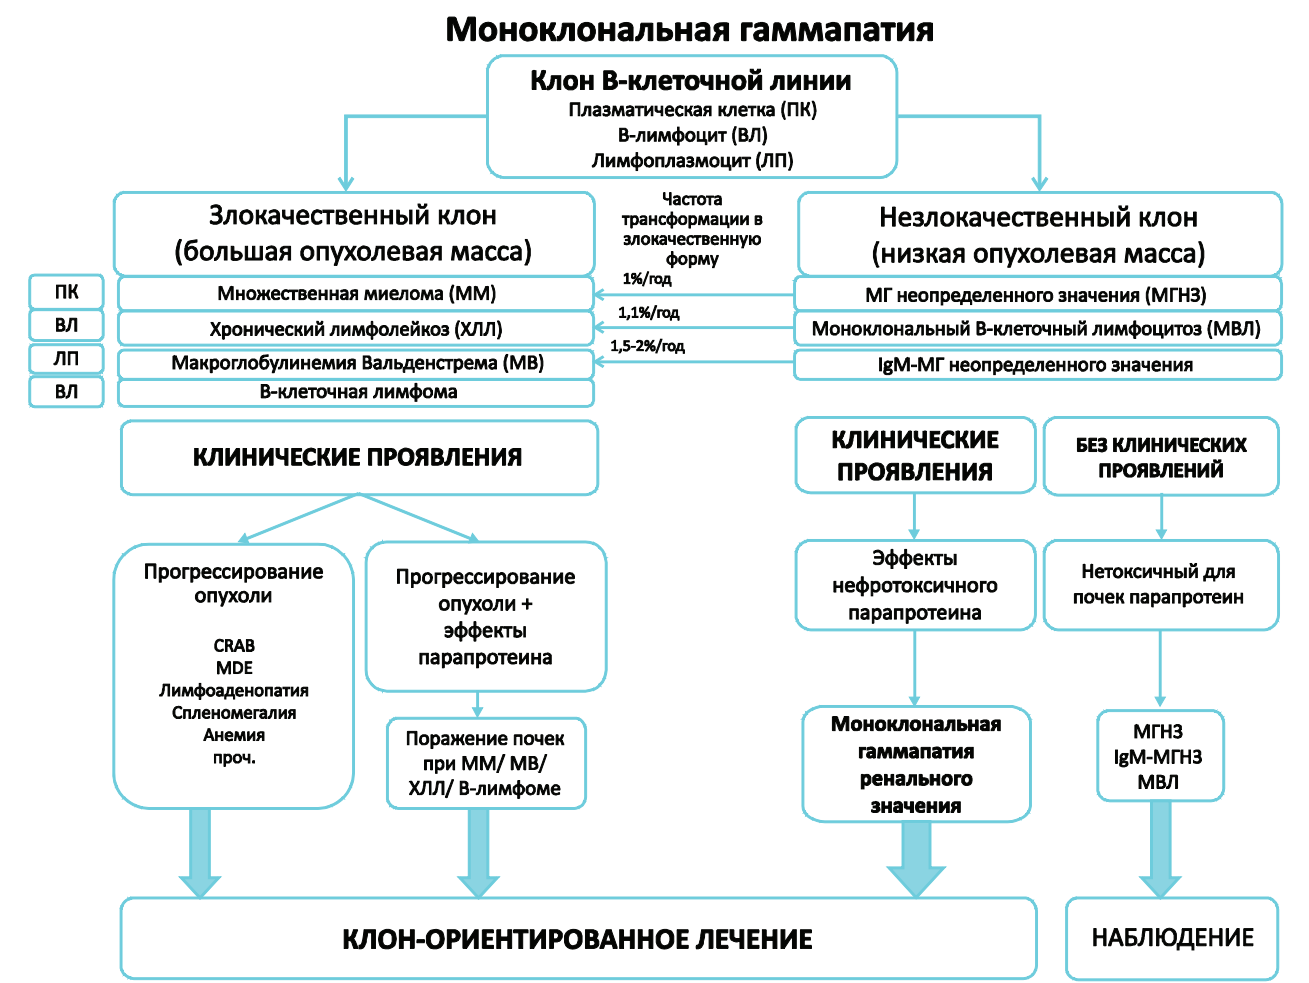 Моноклональная гаммапатия
Клон В-клеточной линии
Плазматическая клетка (ПК)
В-лимфоцит (ВЛ)
Лимфоплазмоцит (ЛП)
Злокачественный клон
(большая опухолевая масса)
Частота
трансформации в
злокачественную
форму
Незлокачественный клон
(низкая опухолевая масса)
ПК
Множественная миелома (ММ)
1%/год
МГ неопределенного значения (МГНЗ)
ВЛ
Хронический лимфолейкоз (ХЛЛ)
1,1%/год
Моноклональный В-клеточный лимфоцитоз (МВЛ)
ЛП
Макроглобулинемия Вальденстрема (МВ)
1,5-2%/год
IgM-МГ неопределенного значения
ВЛ
В-клеточная лимфома
КЛИНИЧЕСКИЕ ПРОЯВЛЕНИЯ
КЛИНИЧЕСКИЕ
ПРОЯВЛЕНИЯ
БЕЗ КЛИНИЧЕСКИХ
ПРОЯВЛЕНИЙ
Прогрессирование
опухоли
CRAB
MDE
Лимфоаденопатия
Спленомегалия
Анемия
проч.
Прогрессирование
опухоли +
эффекты
парапротеина
Эффекты
нефротоксичного
парапротеина
Нетоксичный для
почек парапротеин
Поражение почек
при ММ/ МВ/
ХЛЛ/ В-лимфоме
Моноклональная
гаммапатия
ренального
значения
МГНЗ
IgM-МГНЗ
МВЛ
КЛОН-ОРИЕНТИРОВАННОЕ ЛЕЧЕНИЕ
НАБЛЮДЕНИЕ